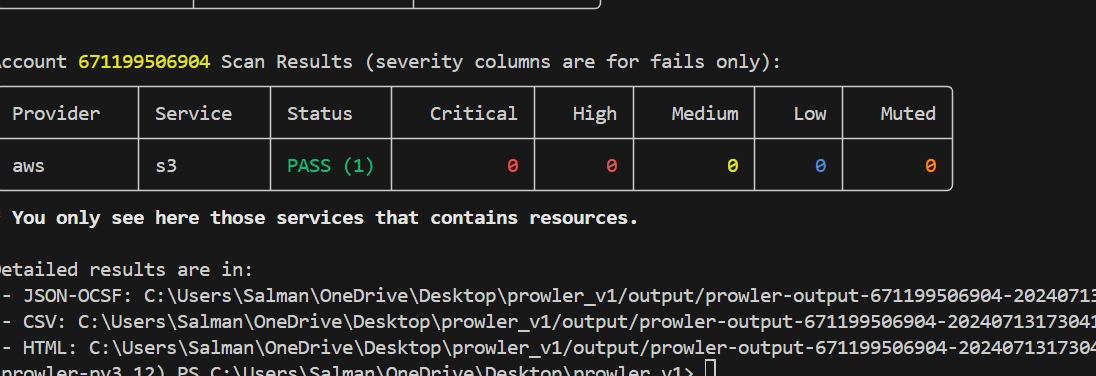 ccount 671199506904 Scan Results (severity columns are for fails only):
Provider Service Status Critical High Medium Low Muted
aws s3 PASS (1) 0 0 0 0 0
You only see here those services that contains resources.
etailed results are in:
- JSON-OCSF: C:\Users\Salman\OneDrive\Desktop\prowler_v1/output/prowler-output-671199506904-20240713
- CSV: C:\Users\Salman\OneDrive\Desktop\prowler_v1/output/prowler-output-671199506904-20240713173041
- HTML: C:\Users\Salman\OneDrive\Desktop\prowler_v1/output/prowler-output-671199506904-2024071317304
prowler-py3.12) PS C:\Users\Salman\OneDrive\Desktop\prowler_v1>